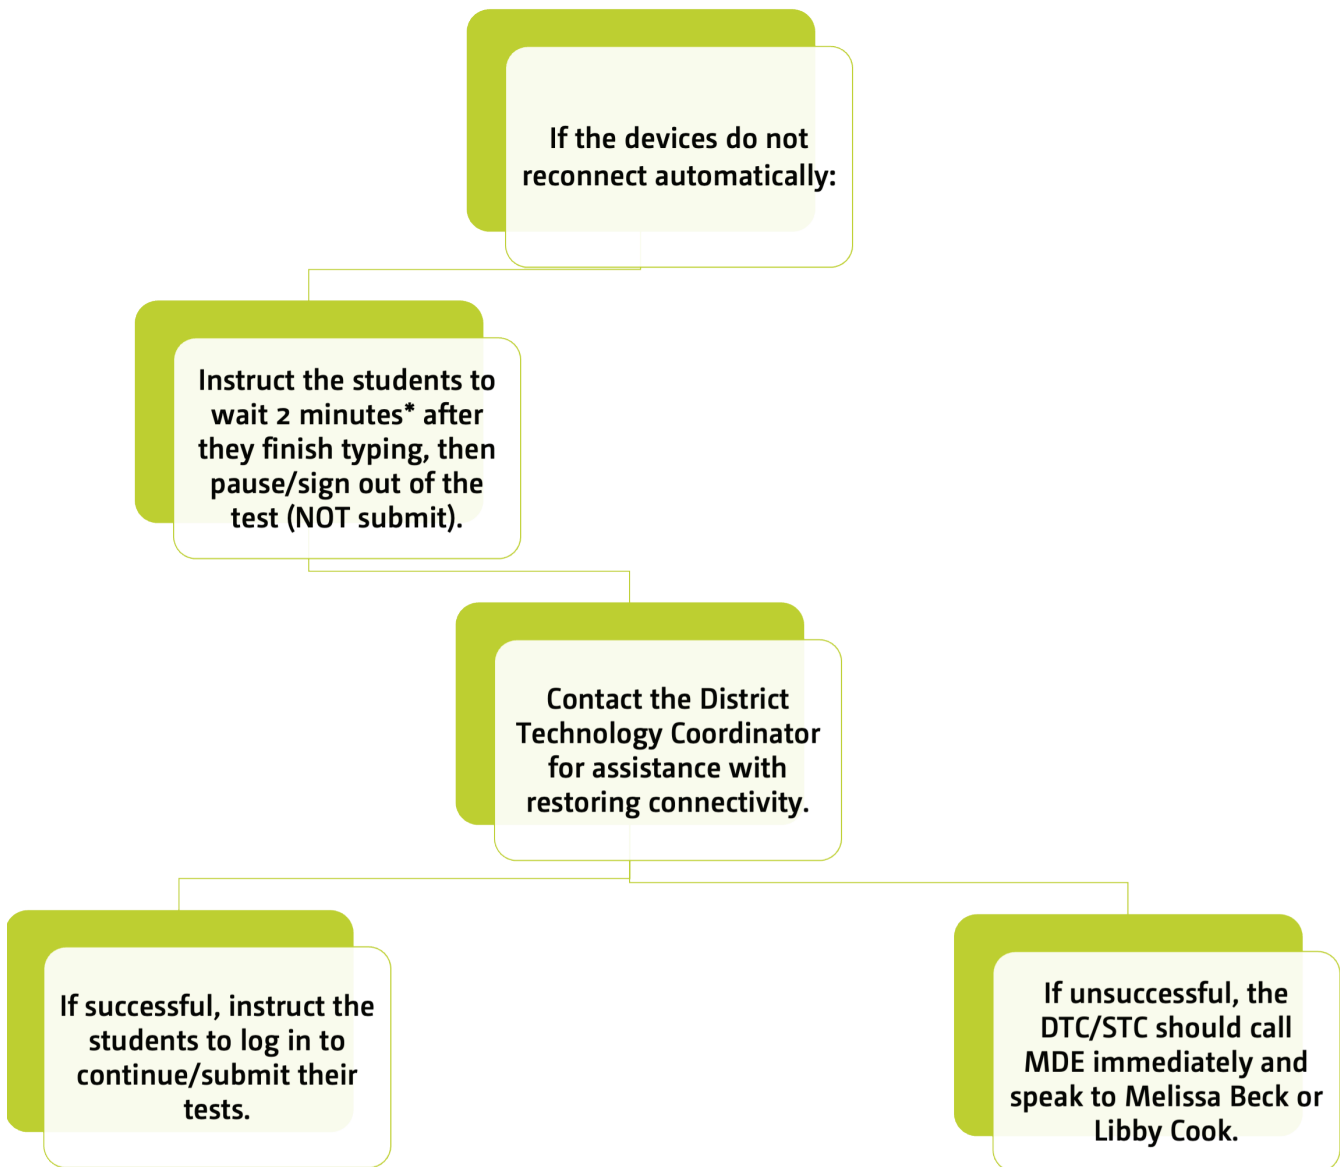 If the devices do not
reconnect automatically:
Instruct the students to
wait 2 minutes* after
they finish typing, then
pause/sign out of the
test (NOT submit).
Contact the District
Technology Coordinator
for assistance with
restoring connectivity.
If successful, instruct the
students to log in to
continue/submit their
tests.
If unsuccessful, the
DTC/STC should call
MDE immediately and
speak to Melissa Beck or
Libby Cook.